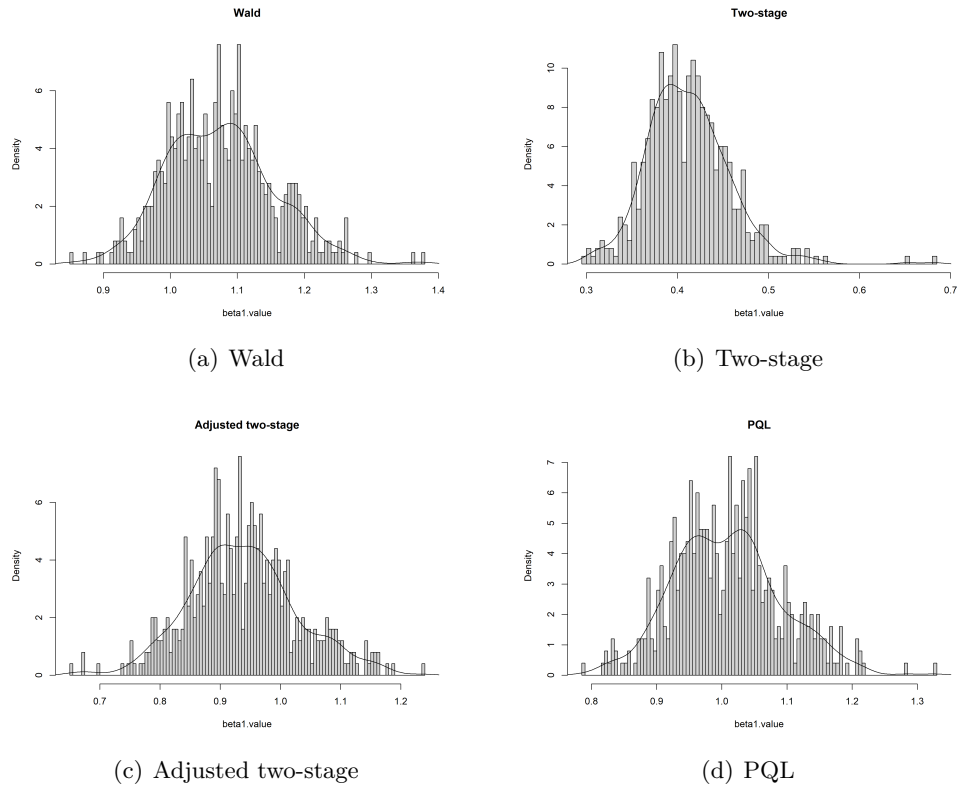 Wald
Density
0 2 4 6
0.9 1.0 1.1 1.2 1.3 1.4
beta1.value
(a) Wald
Two-stage
Density
0 2 4 6 8 10
0.3 0.4 0.5 0.6 0.7
beta1.value
(b) Two-stage
Adjusted two-stage
Density
0 2 4 6
0.7 0.8 0.9 1.0 1.1 1.2
beta1.value
(c) Adjusted two-stage
PQL
Density
0 1 2 3 4 5 6 7
0.8 0.9 1.0 1.1 1.2 1.3
beta1.value
(d) PQL